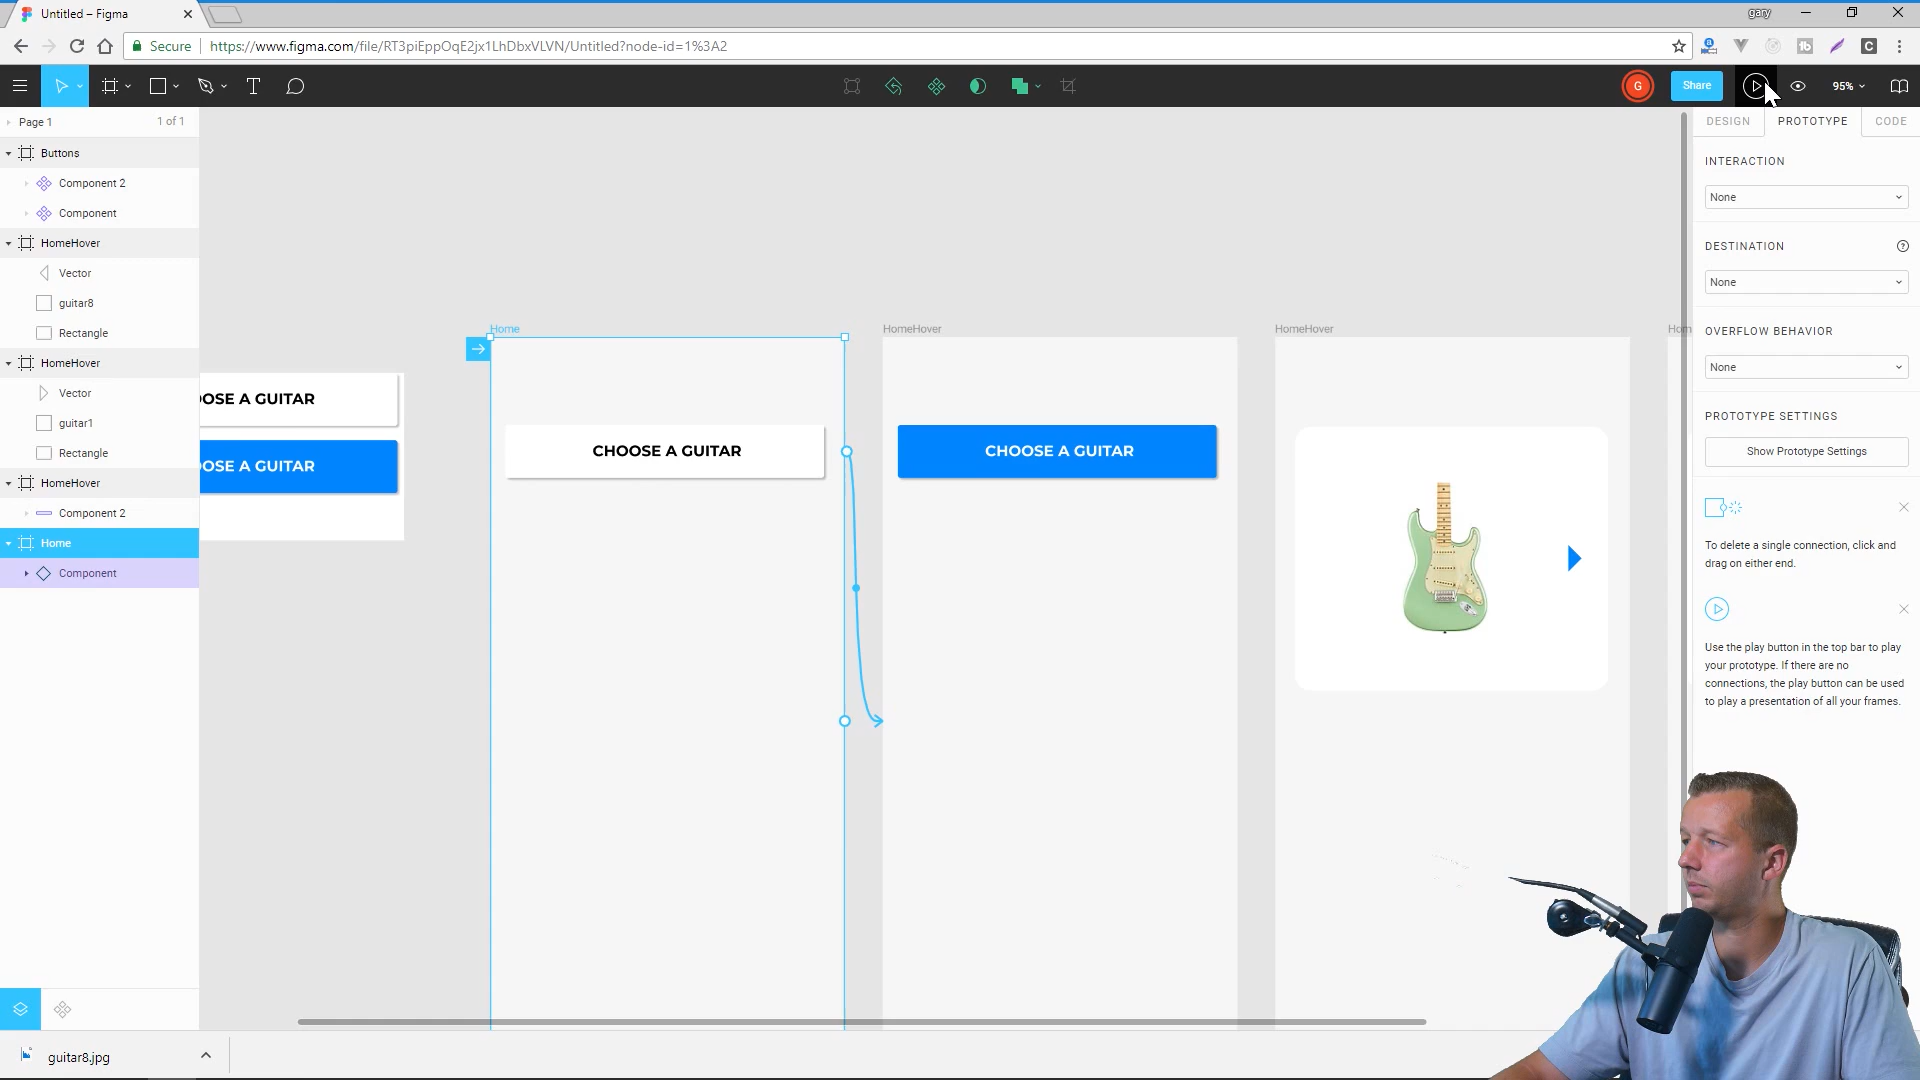 Untitled – Figma
gary
Secure
https://www.figma.com/file/RT3piEppOqE2jx1LhDbxVLVN/Untitled?node-id=1%3A2
G
Share
95%
Page 1
1 of 1
Buttons
Component 2
Component
HomeHover
Vector
guitar8
Rectangle
HomeHover
Vector
guitar1
Rectangle
HomeHover
Component 2
Home
Component
OOSE A GUITAR
OOSE A GUITAR
Home
CHOOSE A GUITAR
HomeHover
CHOOSE A GUITAR
HomeHover
Hom
DESIGN
PROTOTYPE
CODE
INTERACTION
None
DESTINATION
None
OVERFLOW BEHAVIOR
None
PROTOTYPE SETTINGS
Show Prototype Settings
To delete a single connection, click and
drag on either end.
Use the play button in the top bar to play
your prototype. If there are no
connections, the play button can be used
to play a presentation of all your frames.
guitar8.jpg